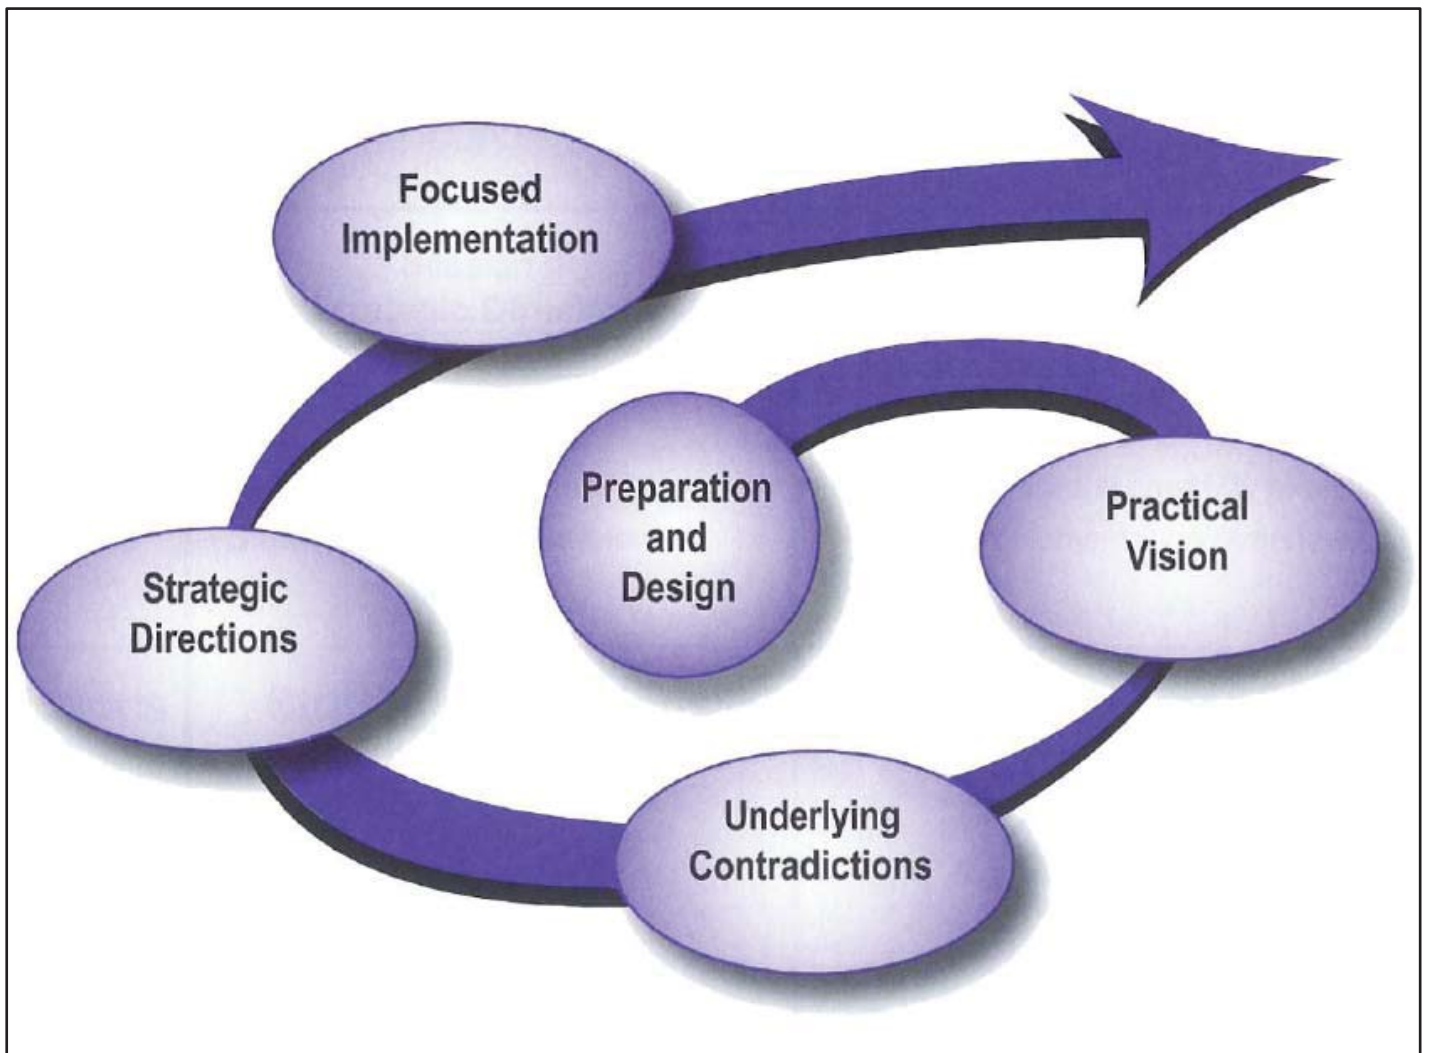 Focused
Implementation
Preparation
and
Design
Practical
Vision
Strategic
Directions
Underlying
Contradictions